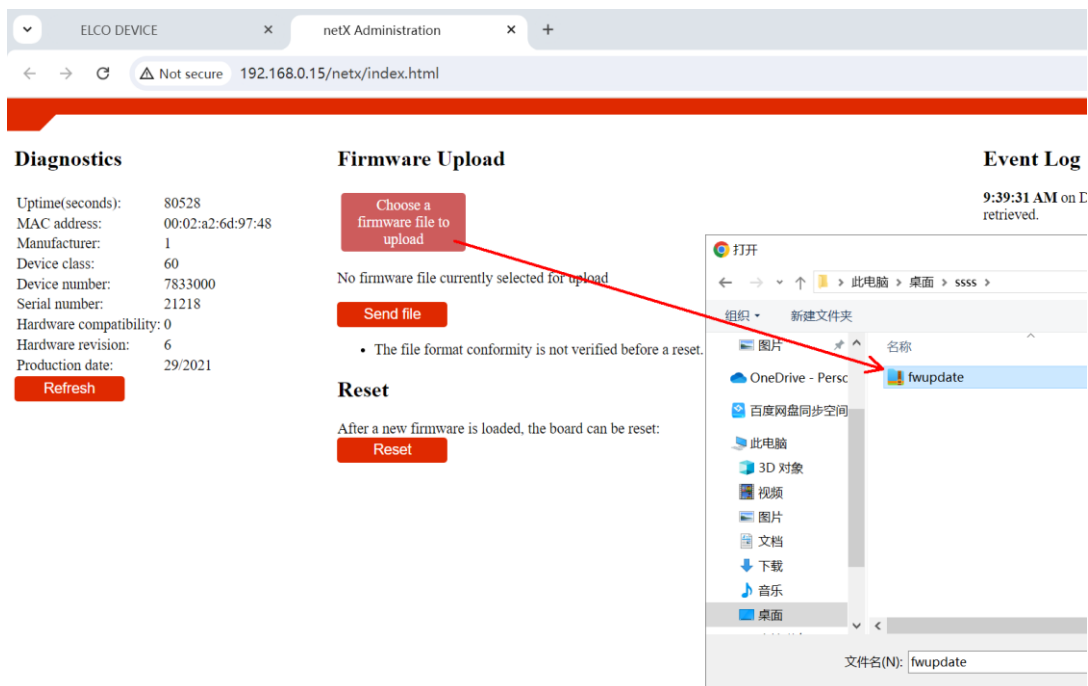 ELCO DEVICE
netX Administration
Not secure 192.168.0.15/netx/index.html
Diagnostics
Uptime(seconds): 80528
MAC address: 00:02:a2:6d:97:48
Manufacturer: 1
Device class: 60
Device number: 7833000
Serial number: 21218
Hardware compatibility: 0
Hardware revision: 6
Production date: 29/2021
Refresh
Firmware Upload
Choose a
firmware file to
upload
No firmware file currently selected for upload
Send file
• The file format conformity is not verified before a reset.
Reset
After a new firmware is loaded, the board can be reset:
Reset
Event Log
9:39:31 AM on D
retrieved.
打开
此电脑 › 桌面 › ssss ›
组织 新建文件夹
图片
OneDrive - Persc
百度网盘同步空间
此电脑
3D 对象
视频
图片
文档
下载
音乐
桌面
名称
fwupdate
文件名(N): fwupdate